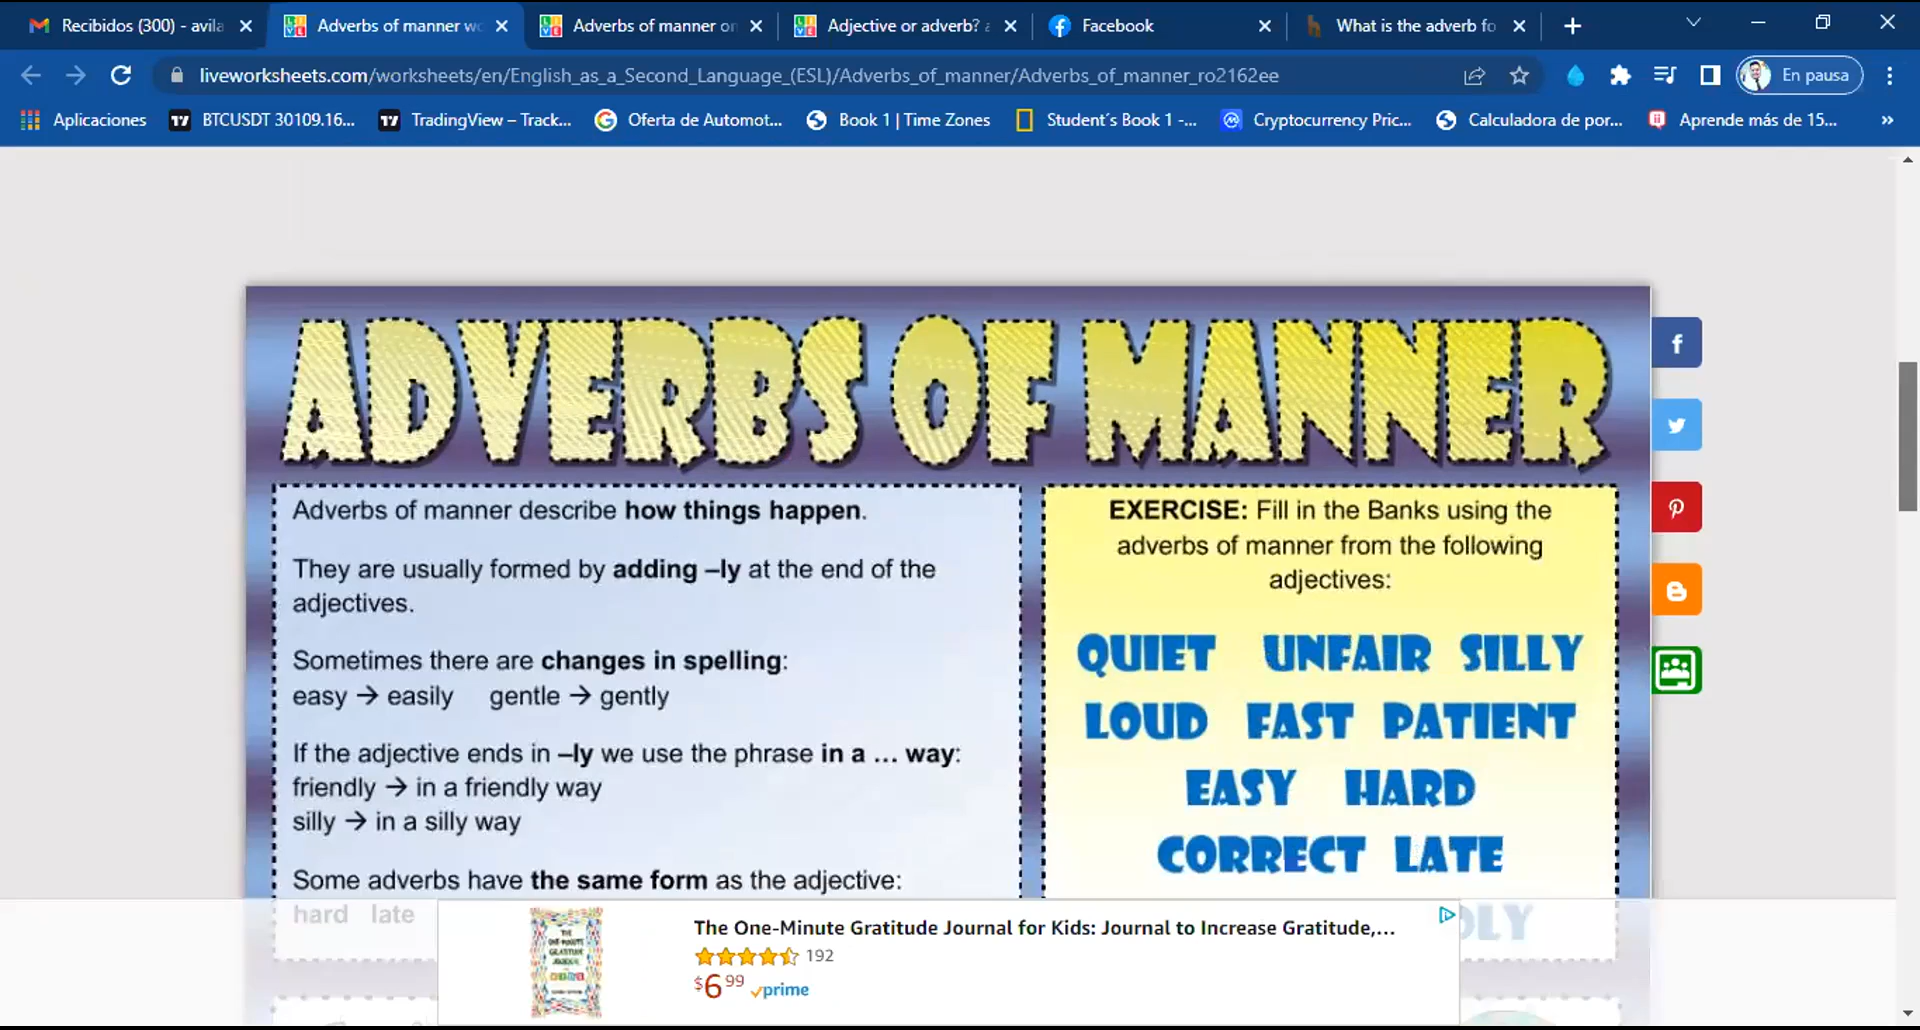 Recibidos (300) - avila
Adverbs of manner wo
Adverbs of manner on
Adjective or adverb? a
Facebook
What is the adverb fo
liveworksheets.com/worksheets/en/English_as_a_Second_Language_(ESL)/Adverbs_of_manner/Adverbs_of_manner_ro2162ee
En pausa
Aplicaciones
BTCUSDT 30109.16...
TradingView – Track...
Oferta de Automot...
Book 1 | Time Zones
Student´s Book 1 -...
Cryptocurrency Pric...
Calculadora de por...
Aprende más de 15...
ADVERBS OF MANNER
Adverbs of manner describe how things happen.
They are usually formed by adding –ly at the end of the
adjectives.
Sometimes there are changes in spelling:
easy → easily gentle → gently
If the adjective ends in –ly we use the phrase in a … way:
friendly → in a friendly way
silly → in a silly way
Some adverbs have the same form as the adjective:
hard late
EXERCISE: Fill in the Banks using the
adverbs of manner from the following
adjectives:
QUIET UNFAIR SILLY
LOUD FAST PATIENT
EASY HARD
CORRECT LATE
The One-Minute Gratitude Journal for Kids: Journal to Increase Gratitude,...
192
$6 99 prime